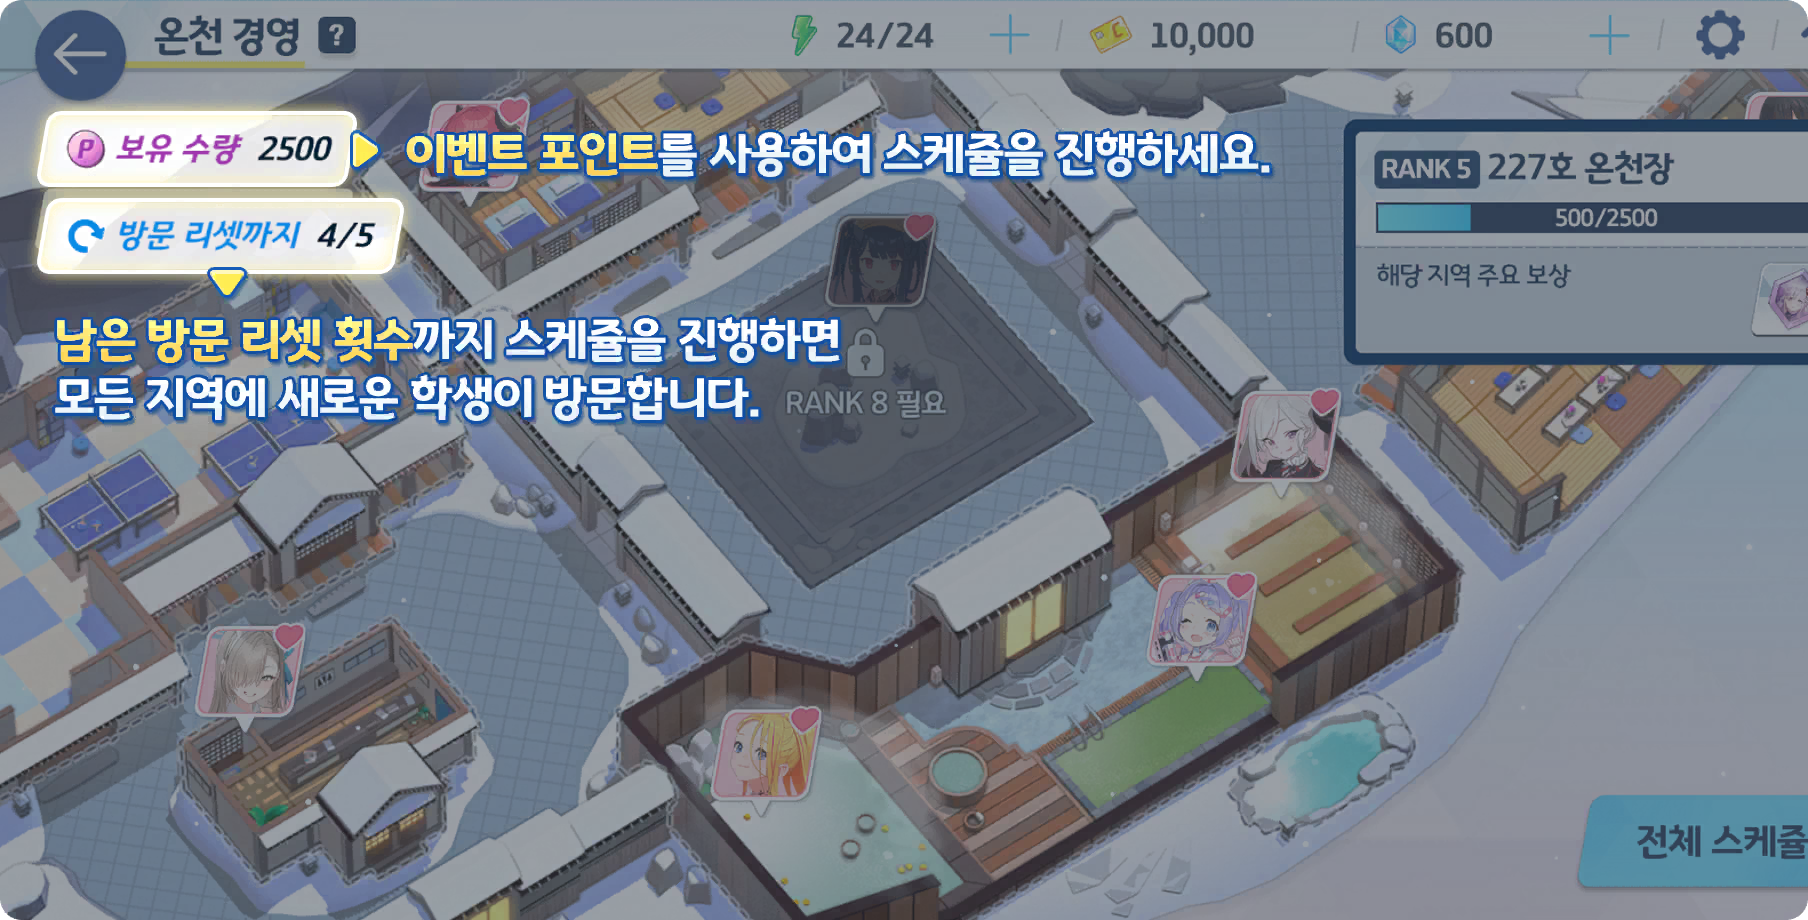 온천 경영 ?
24/24
10,000
600
P 보유 수량 2500
이벤트 포인트를 사용하여 스케쥴을 진행하세요.
방문 리셋까지 4/5
남은 방문 리셋 횟수까지 스케쥴을 진행하면
모든 지역에 새로운 학생이 방문합니다.
RANK 5 227호 온천장
500/2500
해당 지역 주요 보상
RANK 8 필요
전체 스케쥴